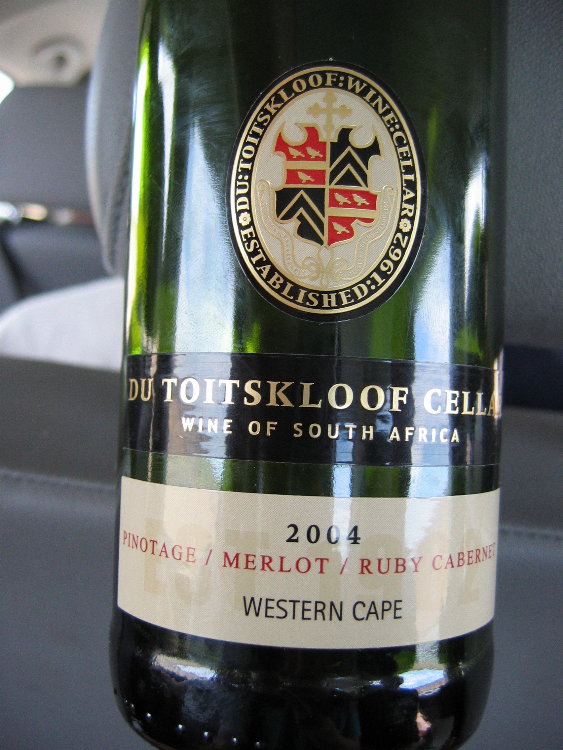 DU:TOITSKLOOF:WINE:CELLAR
ESTABLISHED:1962
DU TOITSKLOOF CELLA
WINE OF SOUTH AFRICA
2004
PINOTAGE / MERLOT / RUBY CABERNET
WESTERN CAPE